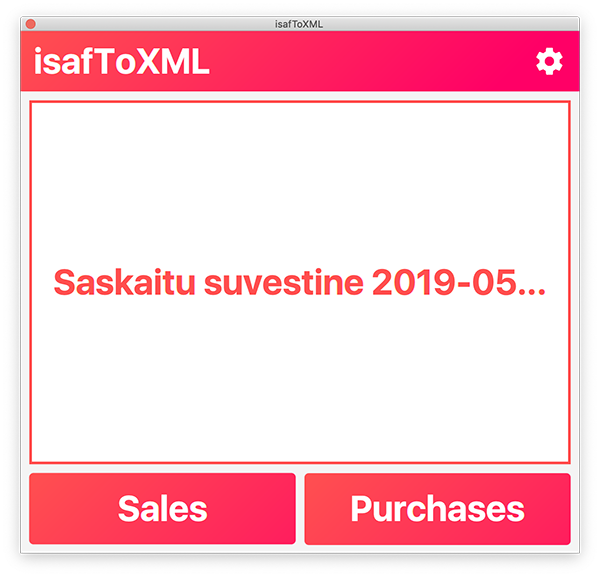 isafToXML
isafToXML
Saskaitu suvestine 2019-05...
Sales
Purchases